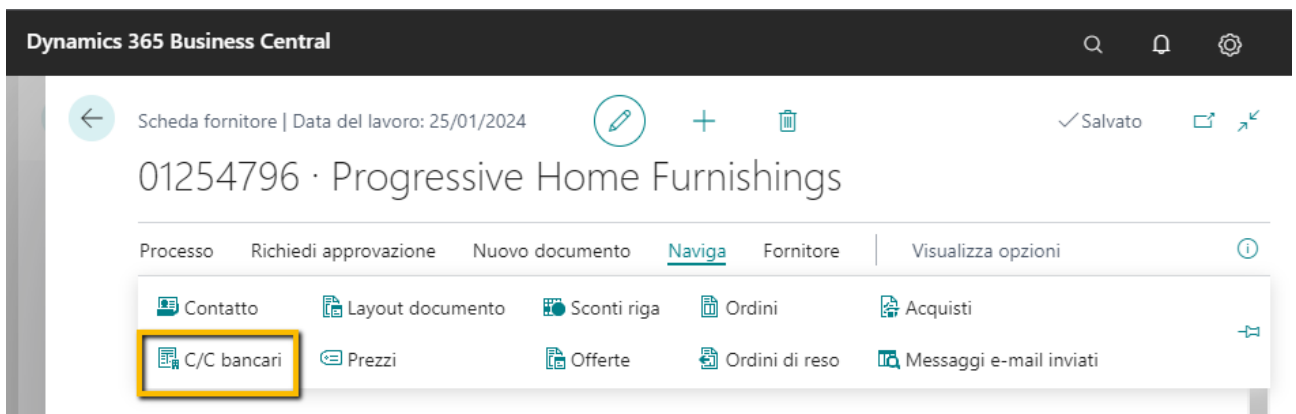 Dynamics 365 Business Central
Scheda fornitore | Data del lavoro: 25/01/2024
Salvato
01254796 · Progressive Home Furnishings
Processo Richiedi approvazione Nuovo documento Naviga Fornitore Visualizza opzioni
Contatto Layout documento Sconti riga Ordini Acquisti
C/C bancari Prezzi Offerte Ordini di reso Messaggi e-mail inviati